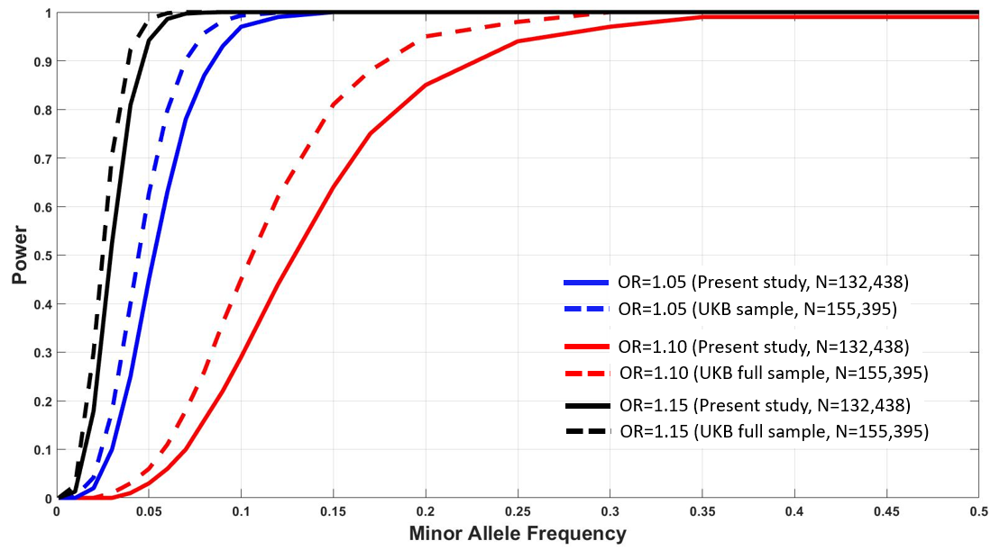 1
0.9
0.8
0.7
0.6
0.5
0.4
0.3
0.2
0.1
0
Power
OR=1.05 (Present study, N=132,438)
OR=1.05 (UKB sample, N=155,395)
OR=1.10 (Present study, N=132,438)
OR=1.10 (UKB full sample, N=155,395)
OR=1.15 (Present study, N=132,438)
OR=1.15 (UKB full sample, N=155,395)
0 0.05 0.1 0.15 0.2 0.25 0.3 0.35 0.4 0.45 0.5
Minor Allele Frequency